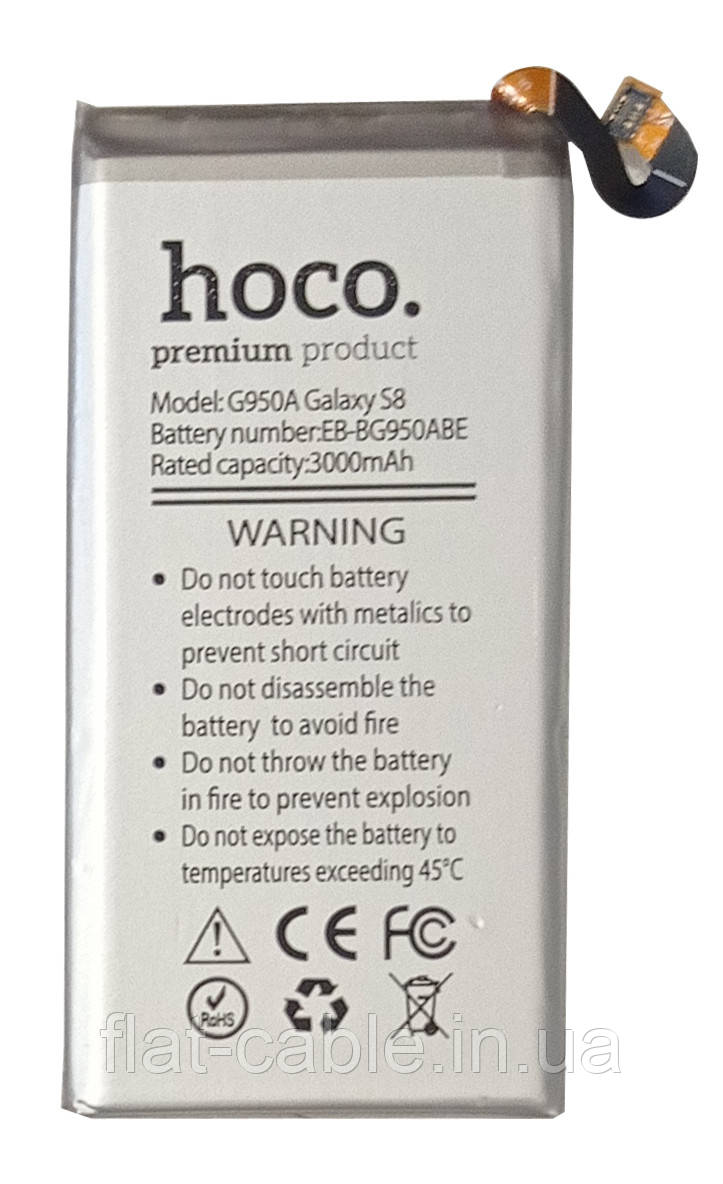 hoco.
premium product
Model: G950A Galaxy S8
Battery number:EB-BG950ABE
Rated capacity:3000mAh
WARNING
• Do not touch battery
electrodes with metalics to
prevent short circuit
• Do not disassemble the
battery to avoid fire
• Do not throw the battery
in fire to prevent explosion
• Do not expose the battery to
temperatures exceeding 45°C
! CE FC
RoHS
flat-cable.in.ua